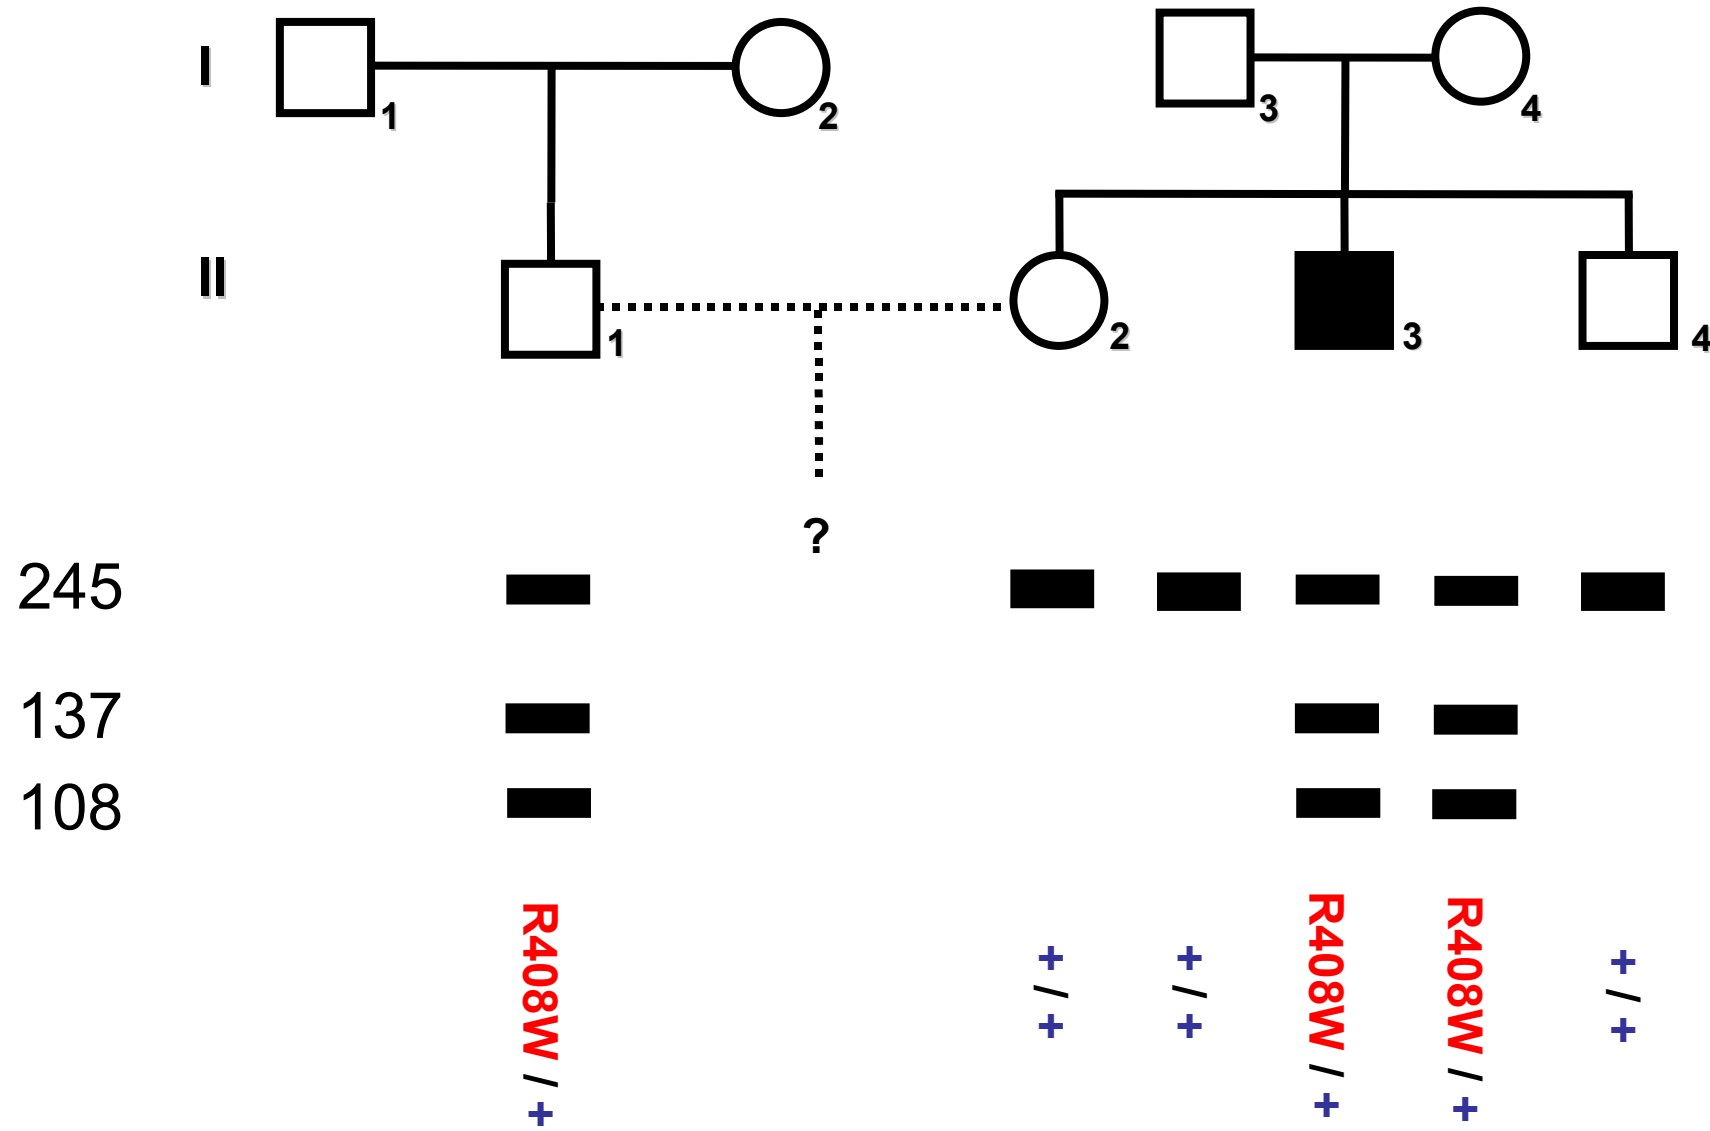 I
1
2
3
4
II
1
2
3
4
?
245
137
108
R408W / +
+ / +
+ / +
R408W / +
R408W / +
+ / +